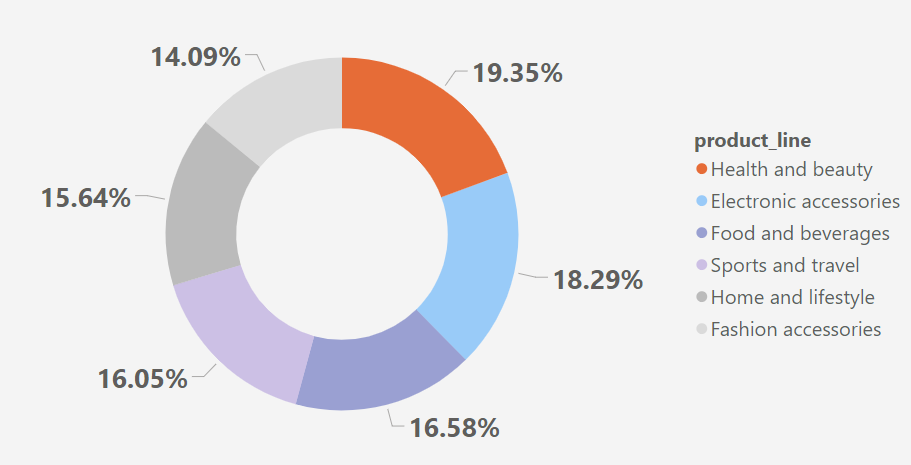 14.09%
19.35%
15.64%
18.29%
16.05%
16.58%
product_line
Health and beauty
Electronic accessories
Food and beverages
Sports and travel
Home and lifestyle
Fashion accessories